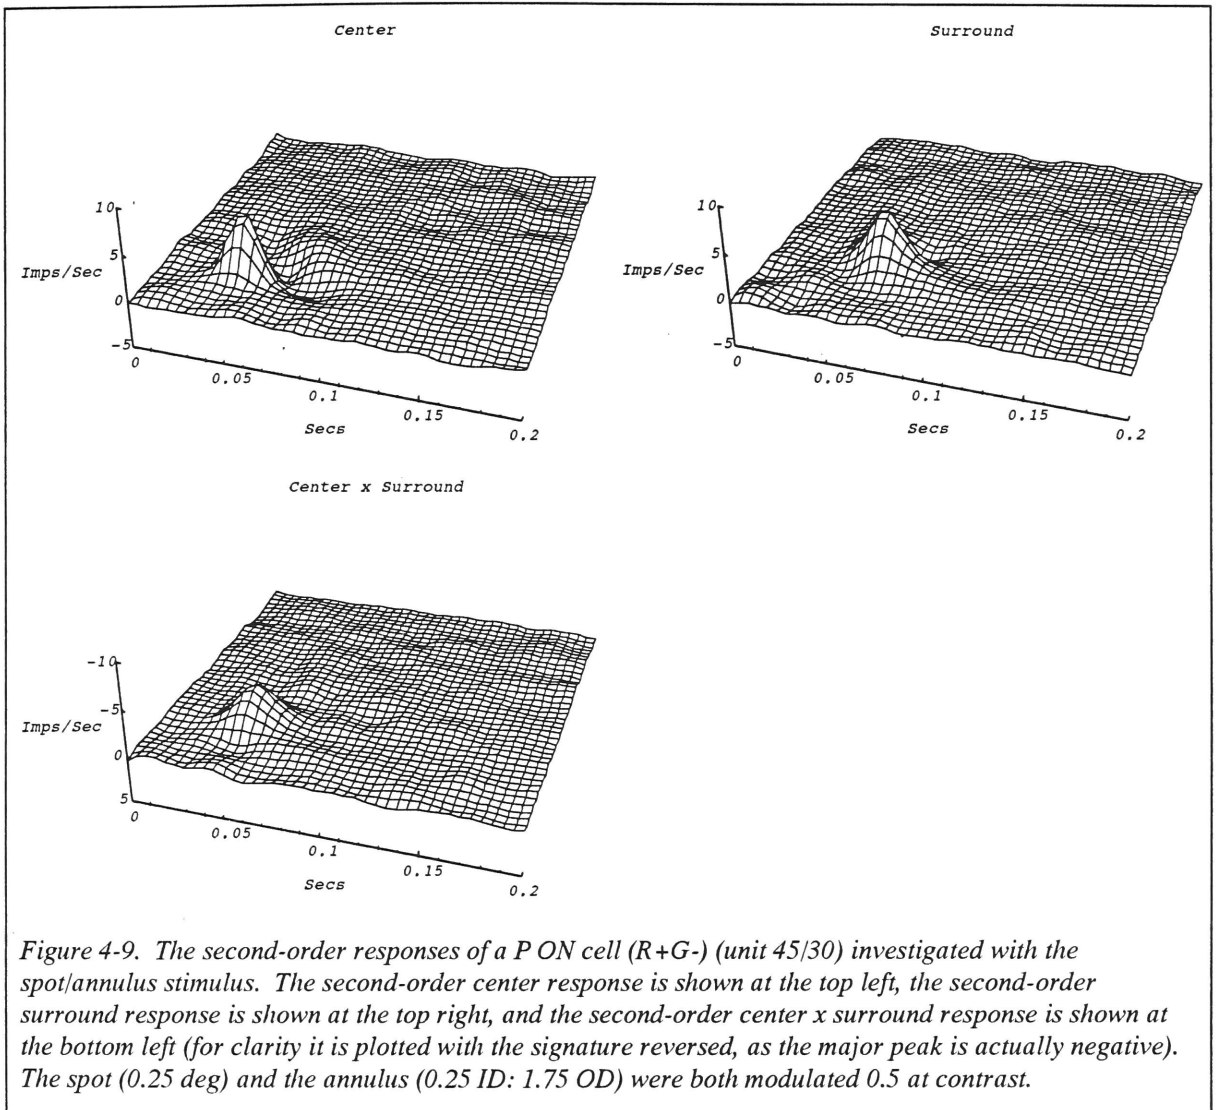 Center
Surround
10
5
Imps/Sec
0
-5
0
0.05
0.1
0.15
0.2
Secs
10
5
Imps/Sec
0
-5
0
0.05
0.1
0.15
0.2
Secs
Center x Surround
-10
-5
Imps/Sec
0
5
0
0.05
0.1
0.15
0.2
Secs
Figure 4-9. The second-order responses of a P ON cell (R+G-) (unit 45/30) investigated with the
spot/annulus stimulus. The second-order center response is shown at the top left, the second-order
surround response is shown at the top right, and the second-order center x surround response is shown at
the bottom left (for clarity it is plotted with the signature reversed, as the major peak is actually negative).
The spot (0.25 deg) and the annulus (0.25 ID: 1.75 OD) were both modulated 0.5 at contrast.